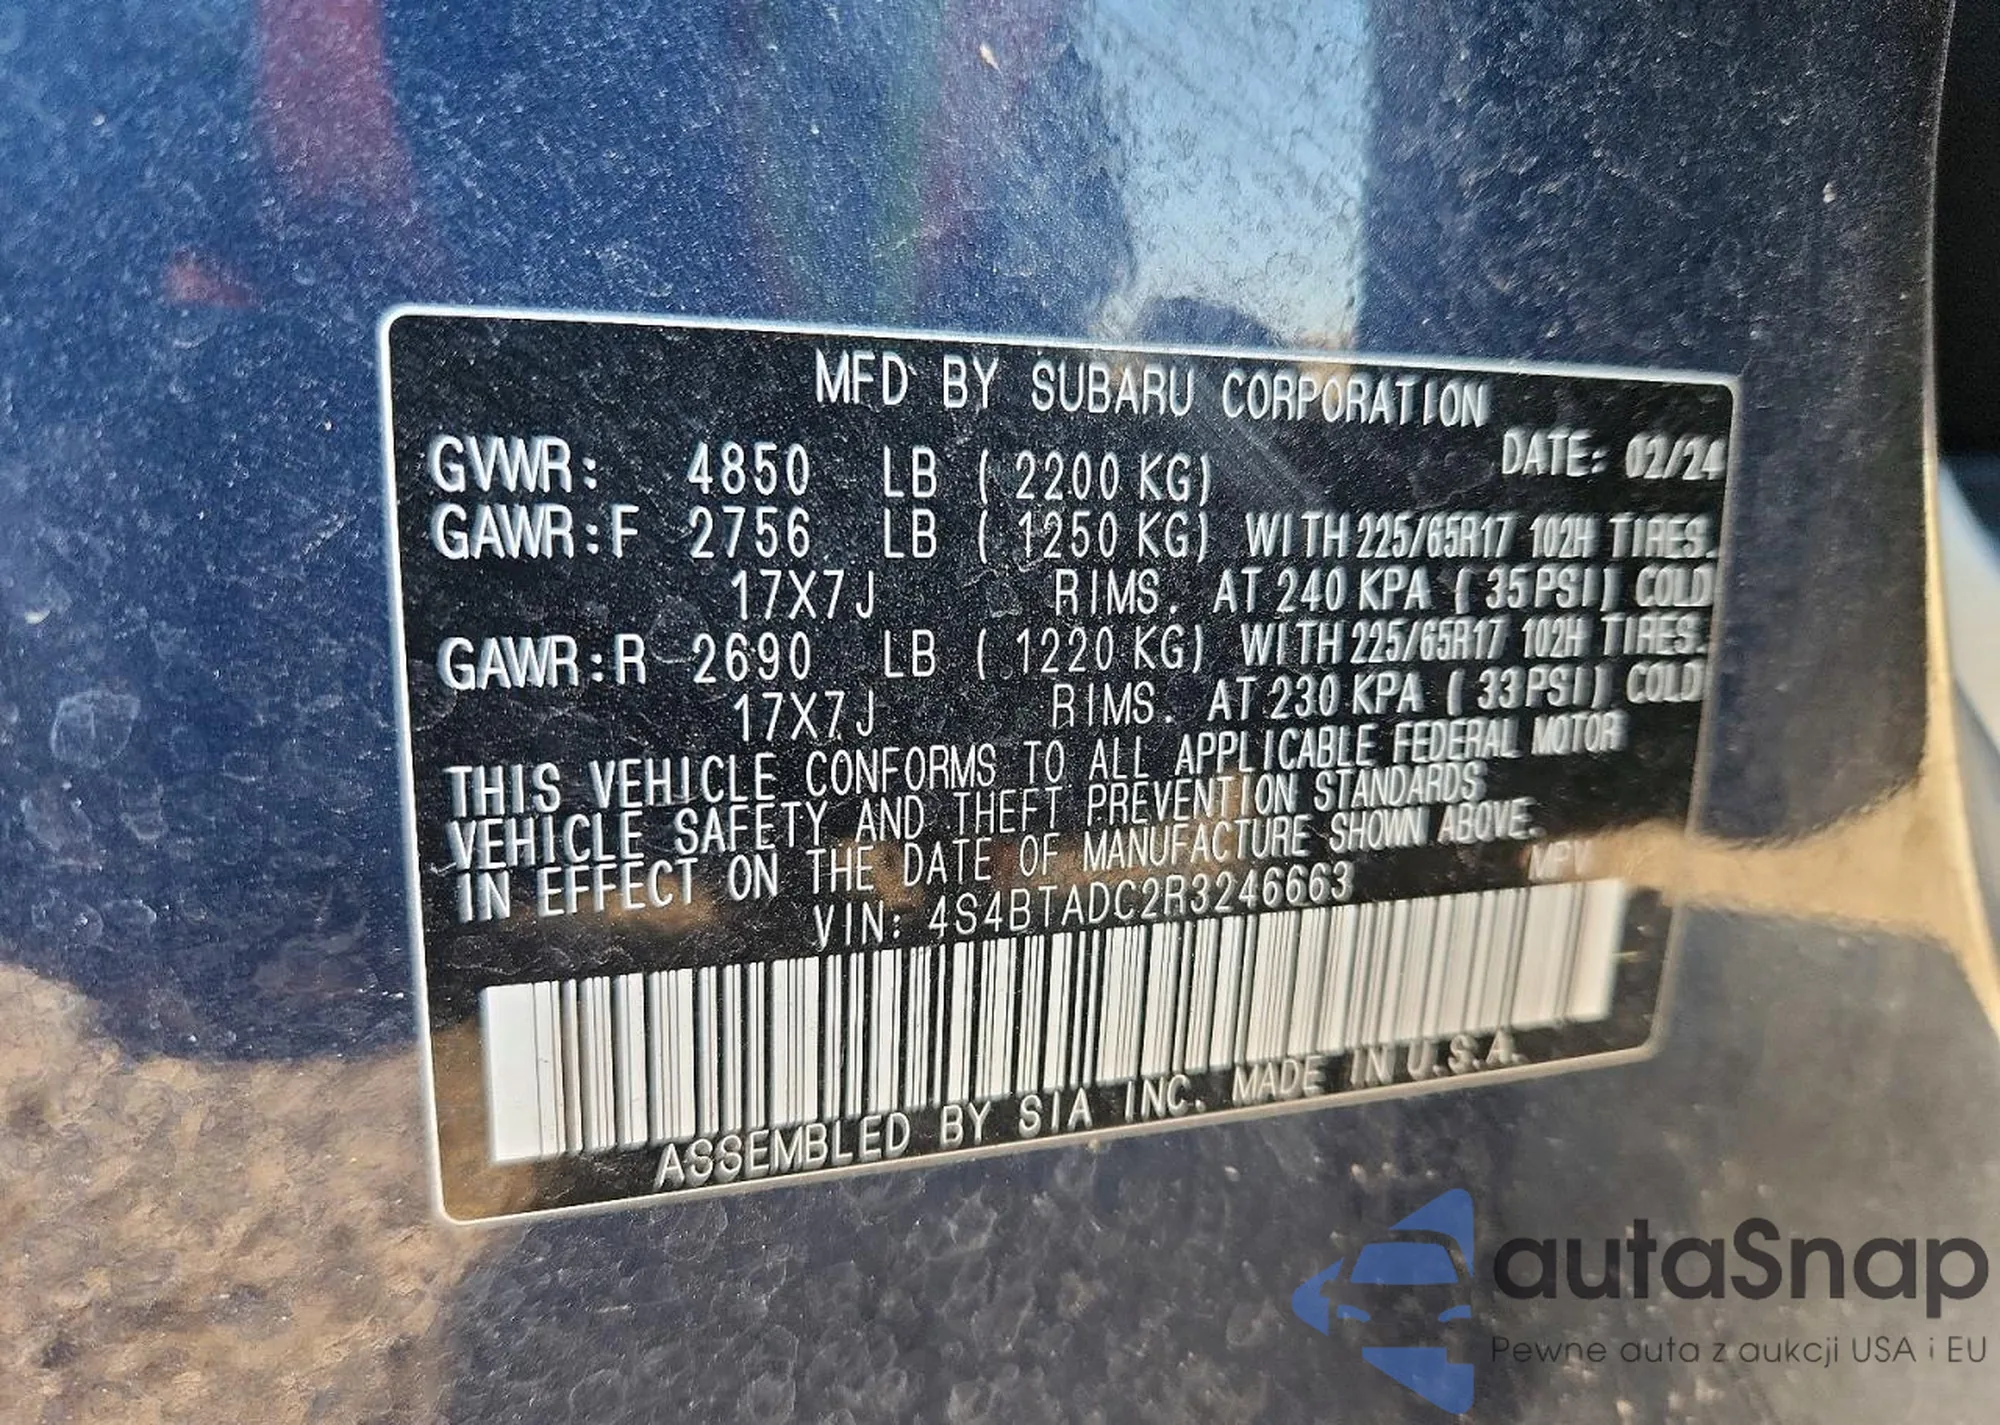 MFD BY SUBARU CORPORATION
DATE: 02/24
GVWR: 4850 LB ( 2200 KG)
GAWR:F 2756 LB ( 1250 KG) WITH 225/65R17 102H TIRES.
17X7J RIMS. AT 240 KPA ( 35PSI) COLD
GAWR:R 2690 LB ( 1220 KG) WITH 225/65R17 102H TIRES.
17X7J RIMS. AT 230 KPA ( 33PSI) COLD
THIS VEHICLE CONFORMS TO ALL APPLICABLE FEDERAL MOTOR
VEHICLE SAFETY AND THEFT PREVENTION STANDARDS
IN EFFECT ON THE DATE OF MANUFACTURE SHOWN ABOVE.
VIN: 4S4BTADC2R3246663 MPV
ASSEMBLED BY SIA INC. MADE IN U.S.A.
autaSnap
Pewne auta z aukcji USA i EU